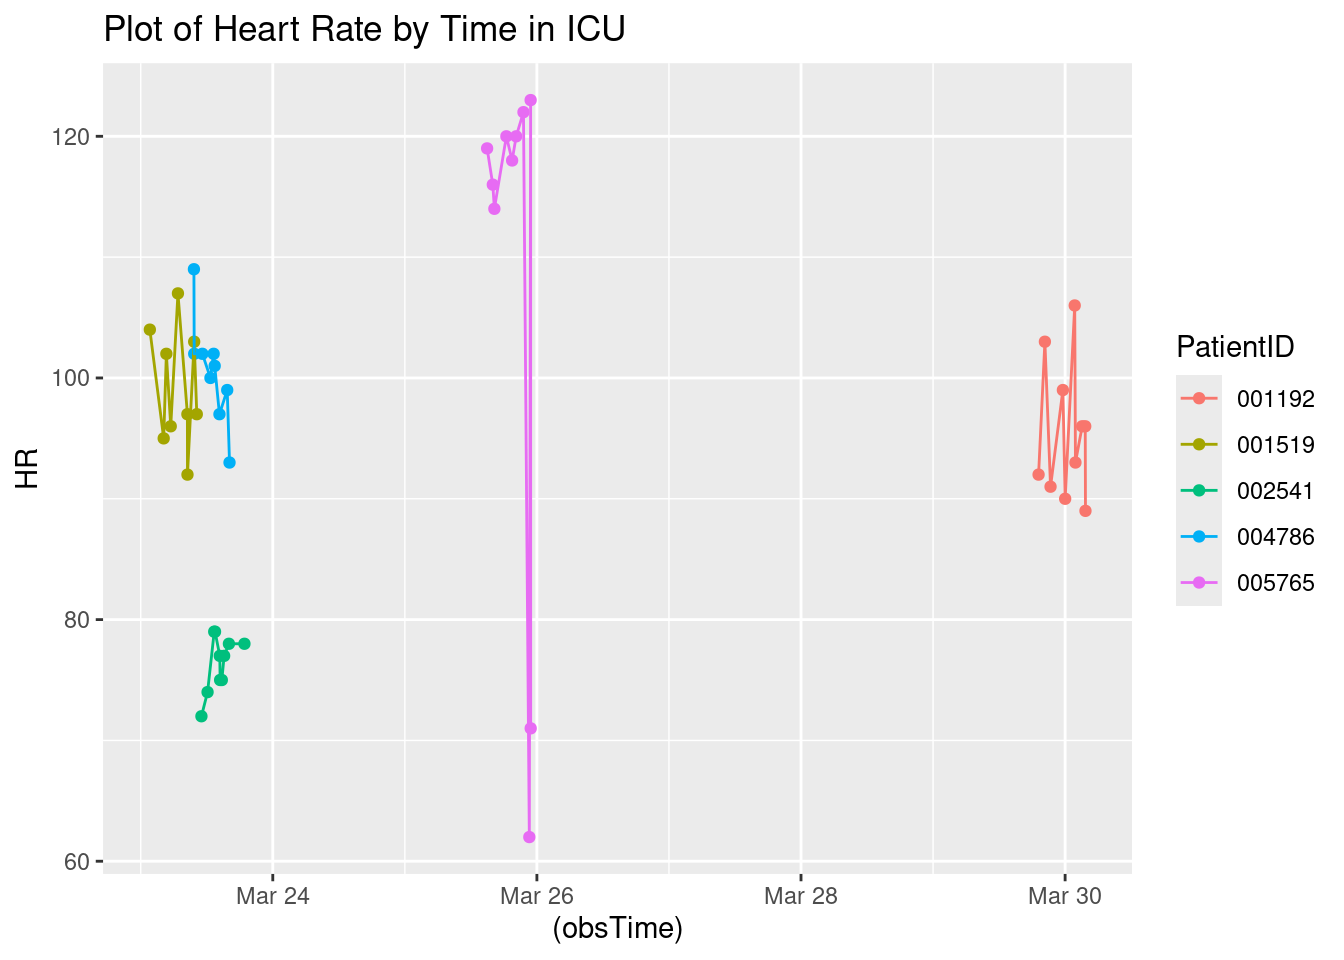 Plot of Heart Rate by Time in ICU
120
100
80
60
HR
Mar 24
Mar 26
Mar 28
Mar 30
(obsTime)
PatientID
001192
001519
002541
004786
005765